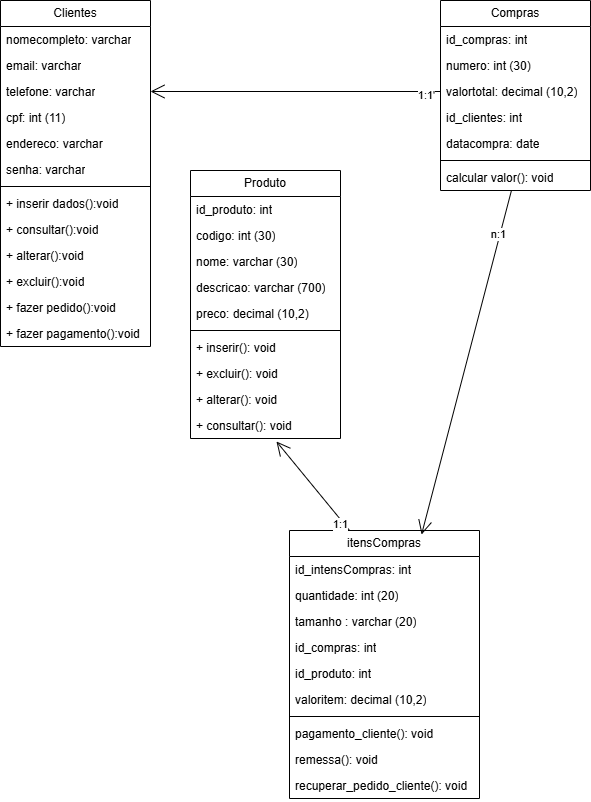 Clientes
nomecompleto: varchar
email: varchar
telefone: varchar
cpf: int (11)
endereco: varchar
senha: varchar
+ inserir dados():void
+ consultar():void
+ alterar():void
+ excluir():void
+ fazer pedido():void
+ fazer pagamento():void
1:1'
Compras
id_compras: int
numero: int (30)
valortotal: decimal (10,2)
id_clientes: int
datacompra: date
calcular valor(): void
n:1
Produto
id_produto: int
codigo: int (30)
nome: varchar (30)
descricao: varchar (700)
preco: decimal (10,2)
+ inserir(): void
+ excluir(): void
+ alterar(): void
+ consultar(): void
1:1
itensCompras
id_intensCompras: int
quantidade: int (20)
tamanho : varchar (20)
id_compras: int
id_produto: int
valoritem: decimal (10,2)
pagamento_cliente(): void
remessa(): void
recuperar_pedido_cliente(): void